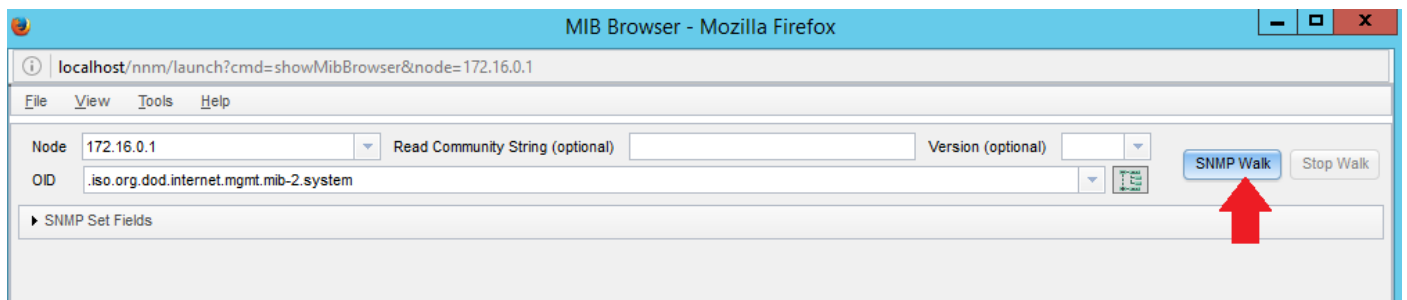 MIB Browser - Mozilla Firefox
localhost/nnm/launch?cmd=showMibBrowser&node=172.16.0.1
File View Tools Help
Node 172.16.0.1 Read Community String (optional) Version (optional) SNMP Walk Stop Walk
OID .iso.org.dod.internet.mgmt.mib-2.system
SNMP Set Fields